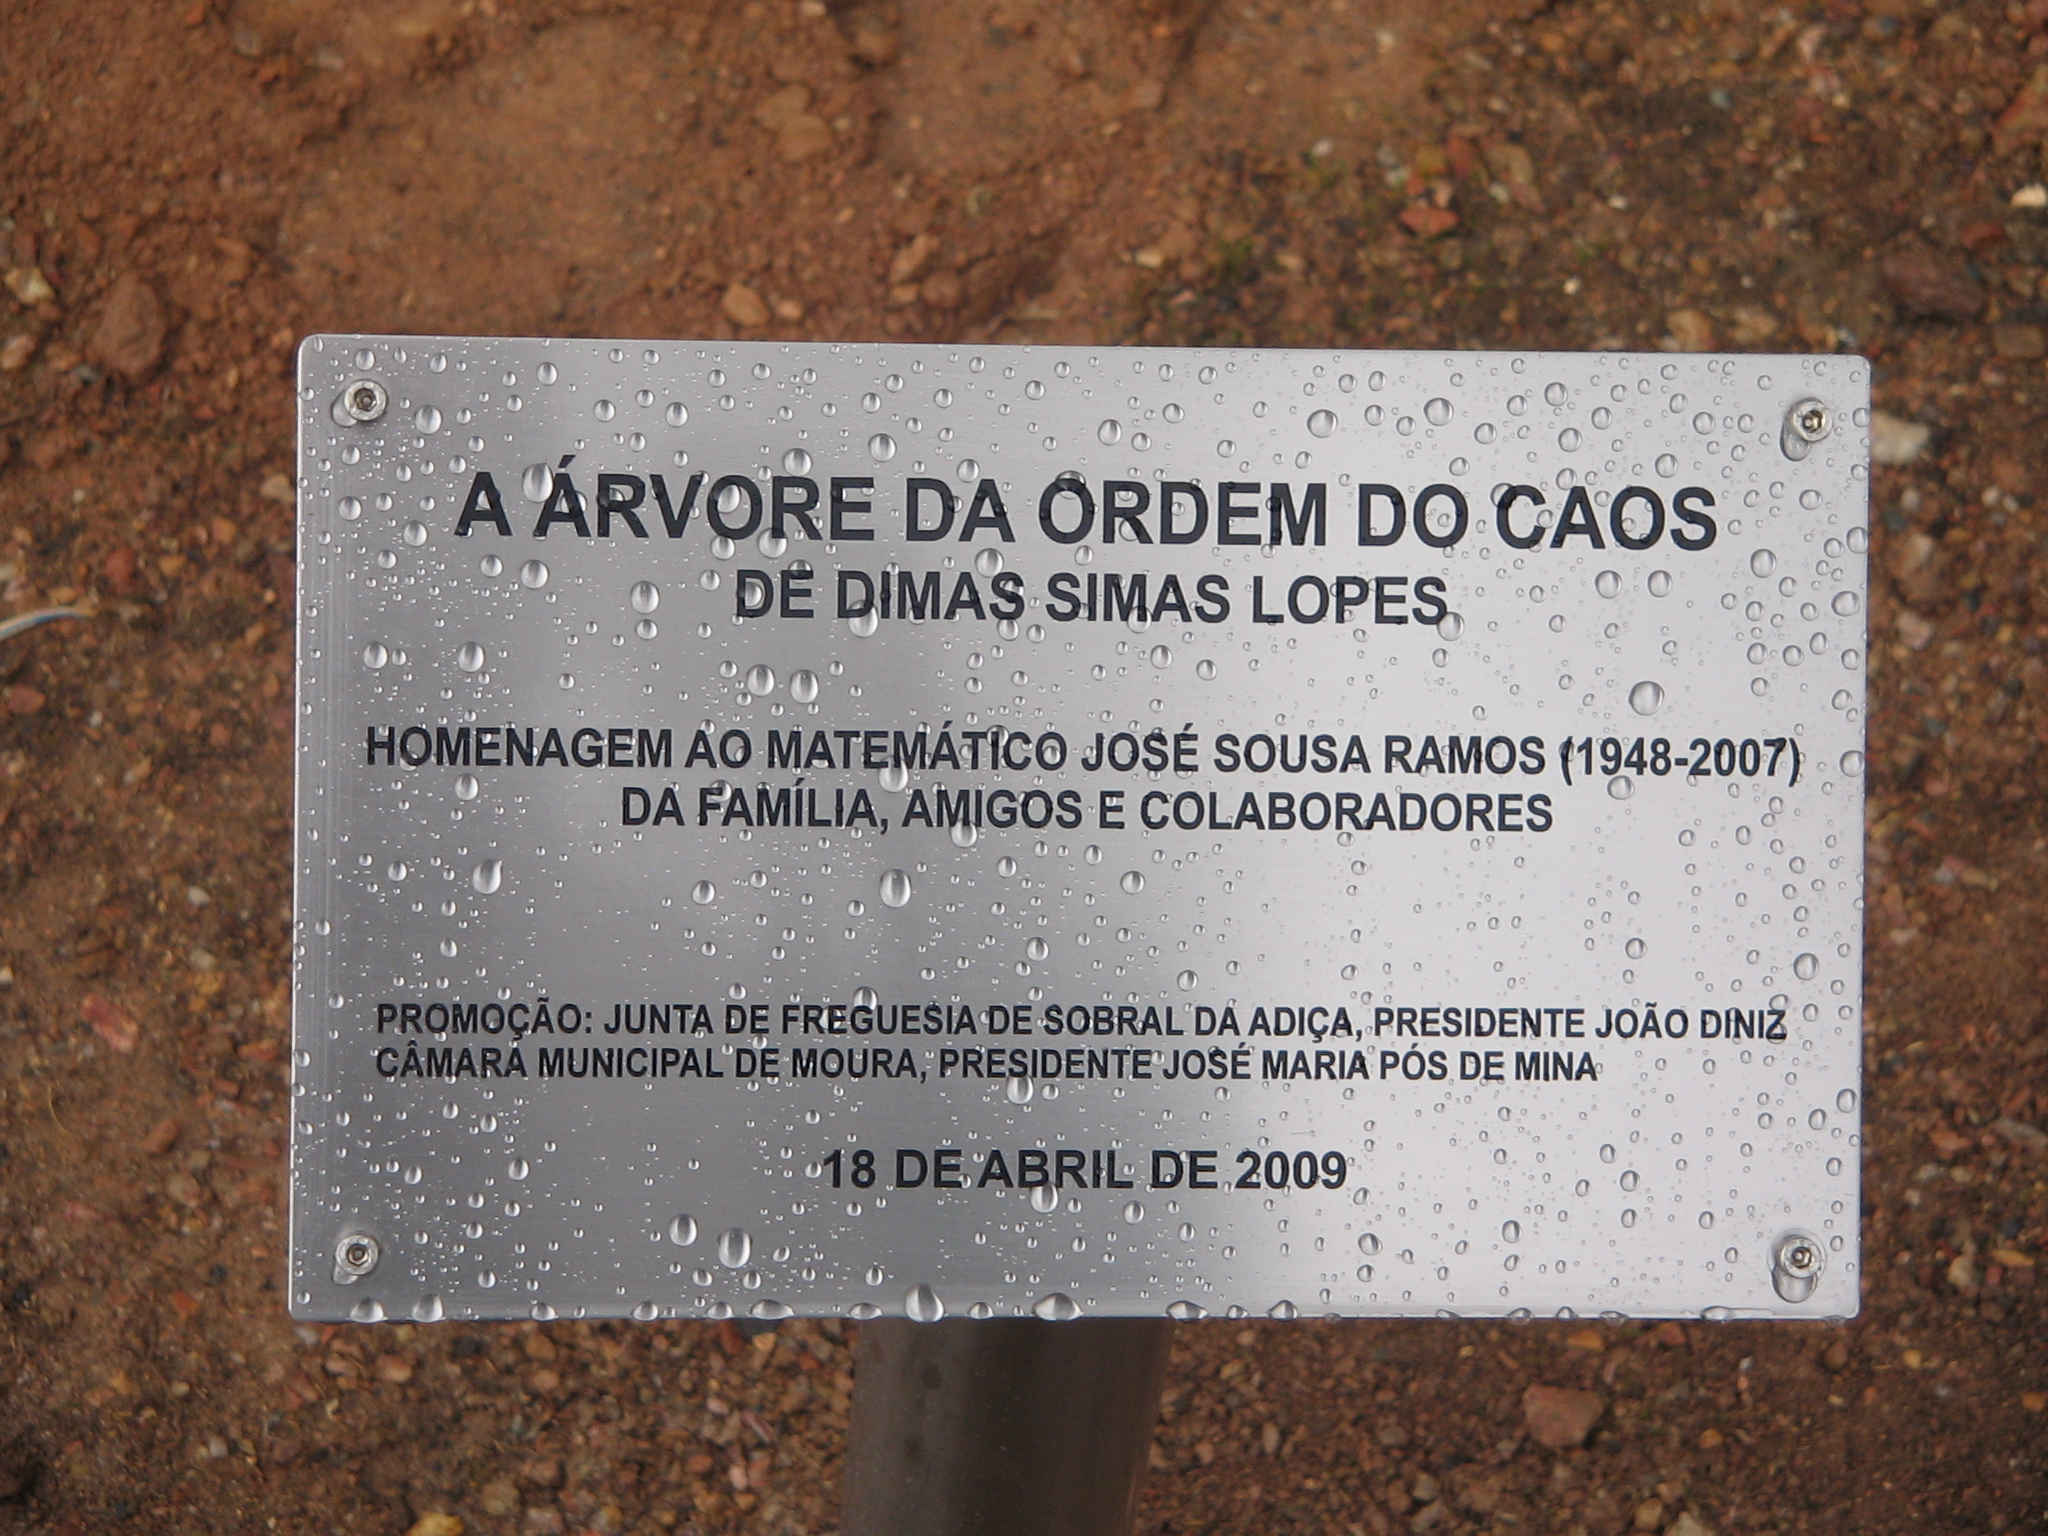 A ÁRVORE DA ORDEM DO CAOS
DE DIMAS SIMAS LOPES
HOMENAGEM AO MATEMÁTICO JOSÉ SOUSA RAMOS (1948-2007)
DA FAMÍLIA, AMIGOS E COLABORADORES
PROMOÇÃO: JUNTA DE FREGUESIA DE SOBRAL DA ADIÇA, PRESIDENTE JOÃO DINIZ
CÂMARA MUNICIPAL DE MOURA, PRESIDENTE JOSÉ MARIA PÓS DE MINA
18 DE ABRIL DE 2009